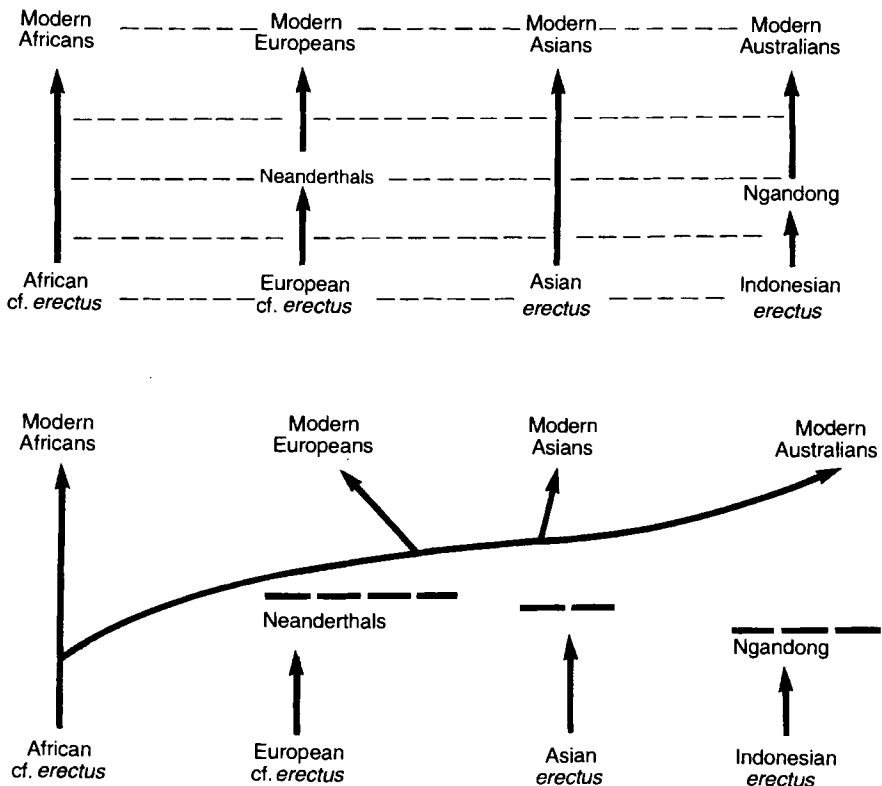 Modern
Africans
Modern
Europeans
Modern
Asians
Modern
Australians
Neanderthals
Ngandong
African
cf. erectus
European
cf. erectus
Asian
erectus
Indonesian
erectus
Modern
Africans
Modern
Europeans
Modern
Asians
Modern
Australians
Neanderthals
Ngandong
African
cf. erectus
European
cf. erectus
Asian
erectus
Indonesian
erectus